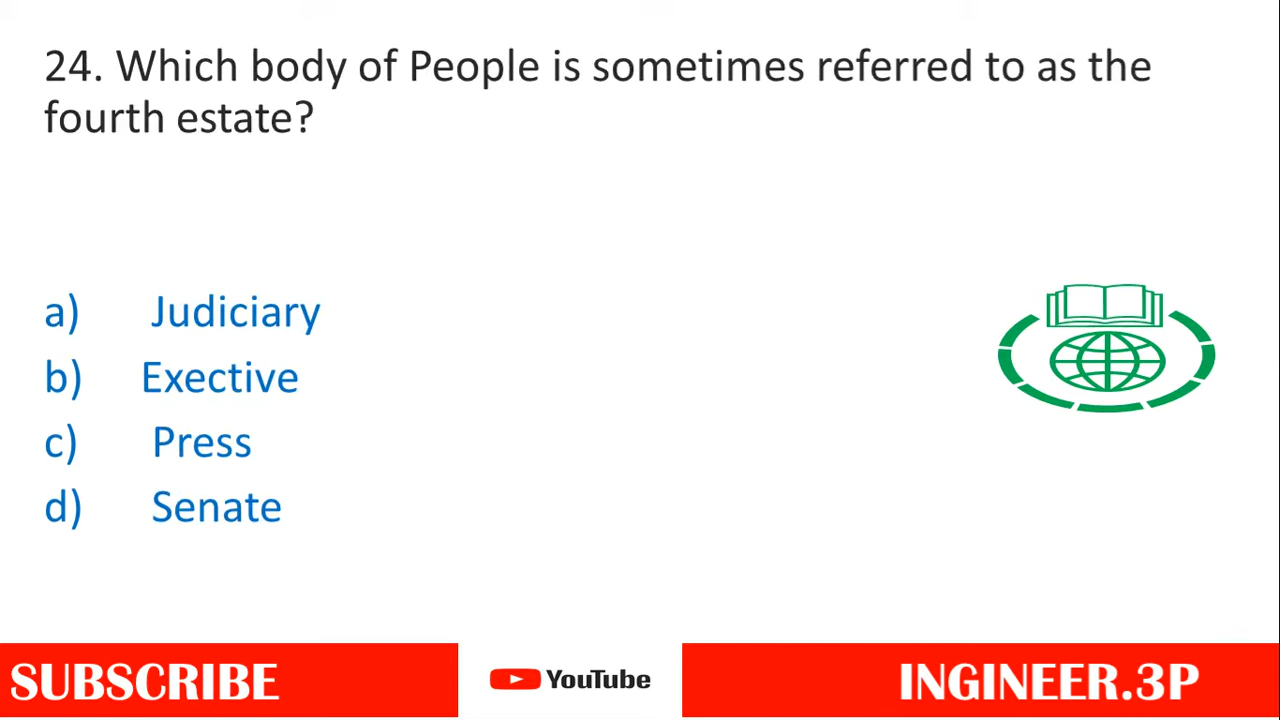 24. Which body of People is sometimes referred to as the
fourth estate?
a) Judiciary
b) Exective
c) Press
d) Senate
SUBSCRIBE
YouTube
INGINEER.3P